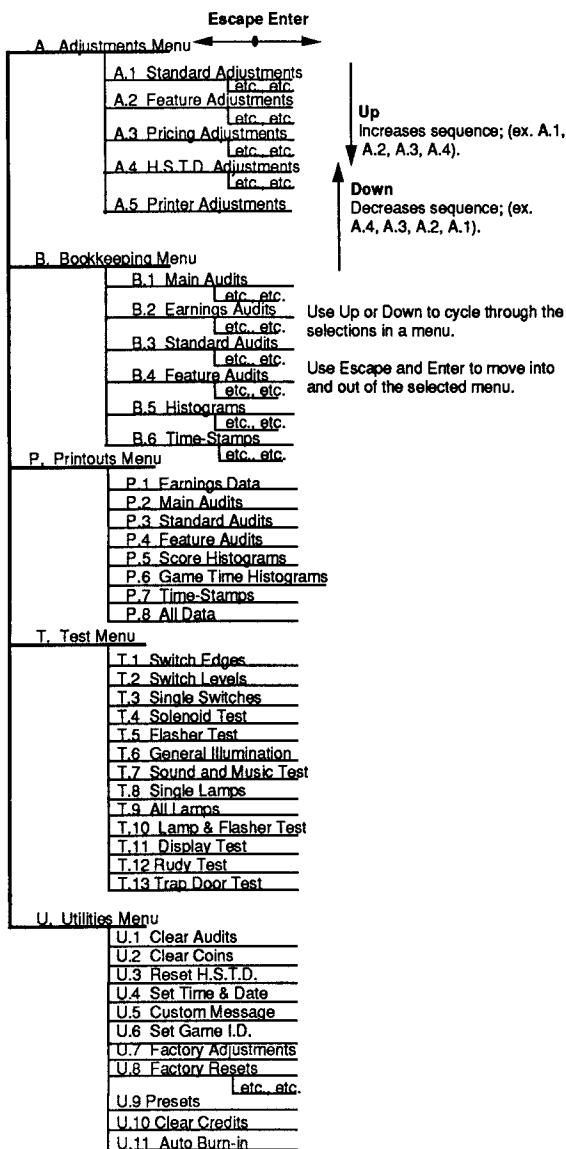 Escape Enter
A. Adjustments Menu
A.1 Standard Adjustments
etc., etc.
A.2 Feature Adjustments
etc., etc.
A.3 Pricing Adjustments
etc., etc.
A.4 H.S.T.D. Adjustments
etc., etc.
A.5 Printer Adjustments
Up
Increases sequence; (ex. A.1,
A.2, A.3, A.4).
Down
Decreases sequence; (ex.
A.4, A.3, A.2, A.1).
B. Bookkeeping Menu
B.1 Main Audits
etc., etc.
B.2 Earnings Audits
etc., etc.
B.3 Standard Audits
etc., etc.
B.4 Feature Audits
etc., etc.
B.5 Histograms
etc., etc.
B.6 Time-Stamps
etc., etc.
Use Up or Down to cycle through the
selections in a menu.
Use Escape and Enter to move into
and out of the selected menu.
P. Printouts Menu
P.1 Earnings Data
P.2 Main Audits
P.3 Standard Audits
P.4 Feature Audits
P.5 Score Histograms
P.6 Game Time Histograms
P.7 Time-Stamps
P.8 All Data
T. Test Menu
T.1 Switch Edges
T.2 Switch Levels
T.3 Single Switches
T.4 Solenoid Test
T.5 Flasher Test
T.6 General Illumination
T.7 Sound and Music Test
T.8 Single Lamps
T.9 All Lamps
T.10 Lamp & Flasher Test
T.11 Display Test
T.12 Rudy Test
T.13 Trap Door Test
U. Utilities Menu
U.1 Clear Audits
U.2 Clear Coins
U.3 Reset H.S.T.D.
U.4 Set Time & Date
U.5 Custom Message
U.6 Set Game I.D.
U.7 Factory Adjustments
U.8 Factory Resets
etc., etc.
U.9 Presets
U.10 Clear Credits
U.11 Auto Burn-in